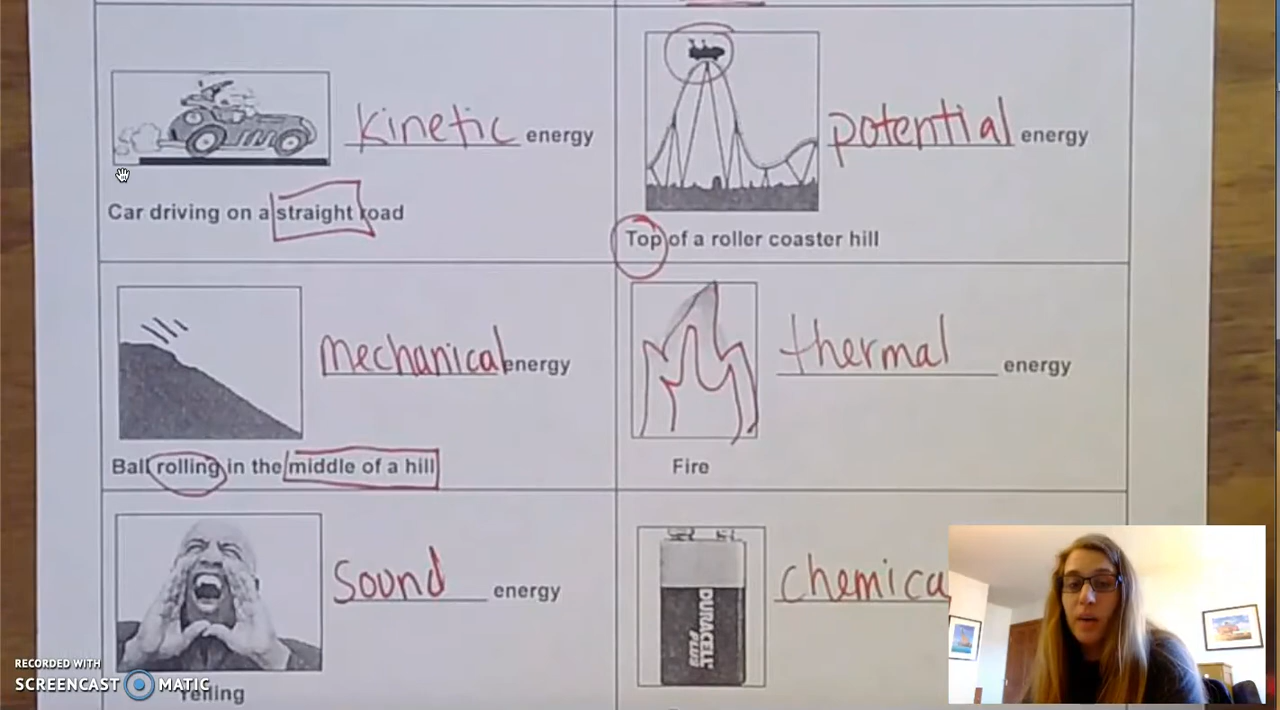 kinetic energy
Car driving on a straight road
potential energy
Top of a roller coaster hill
mechanical energy
Ball rolling in the middle of a hill
thermal energy
Fire
Sound energy
Yelling
chemica
DURACELL
PLUS
RECORDED WITH
SCREENCAST MATIC